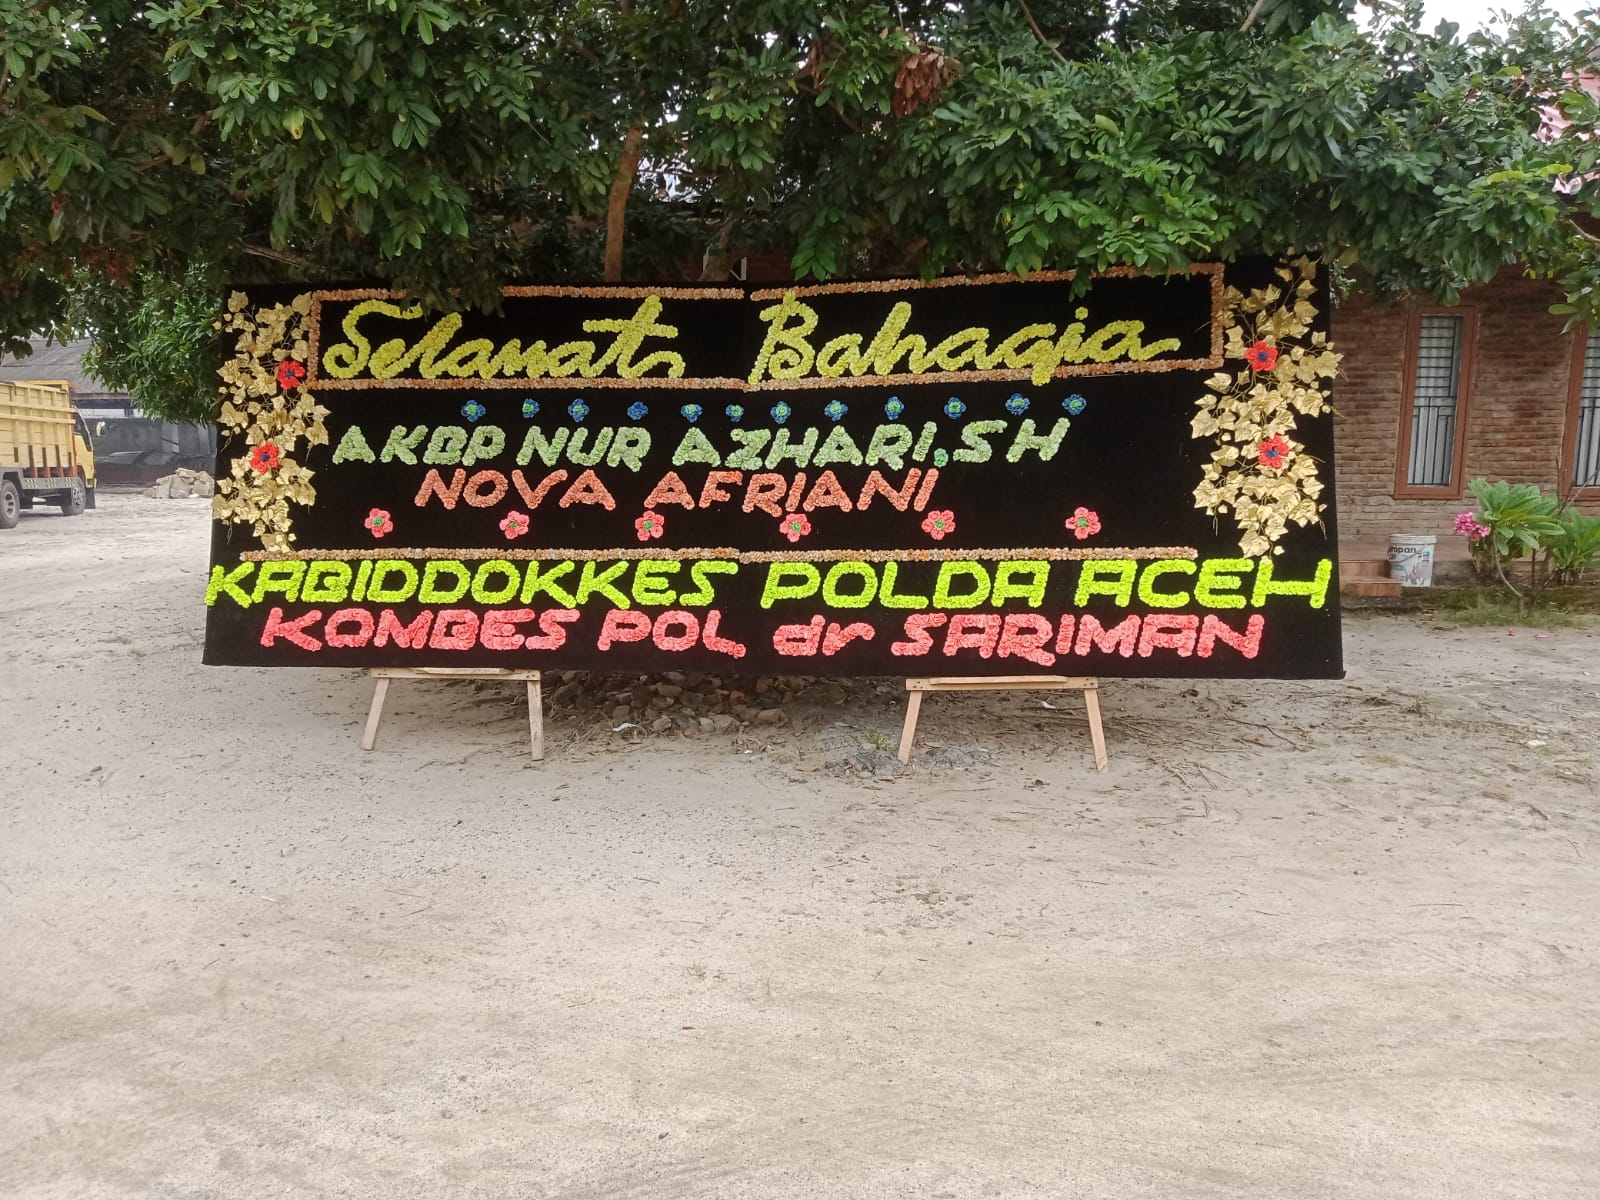 Selamat Bahagia
AKBP NUR AZHARI.SH
NOVA AFRIANI
KABIDDOKKES POLDA ACEH
KOMBES POL dr SARIMAN